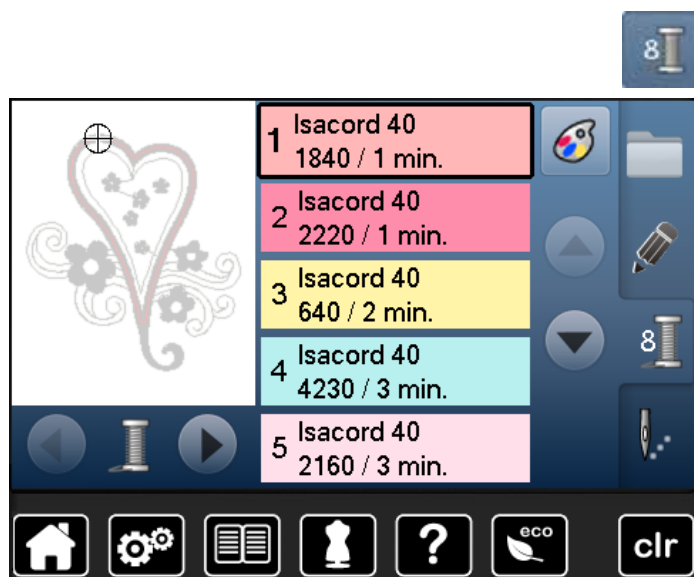 8
1 Isacord 40
1840 / 1 min.
2 Isacord 40
2220 / 1 min.
3 Isacord 40
640 / 2 min.
4 Isacord 40
4230 / 3 min.
5 Isacord 40
2160 / 3 min.
8
?
eco
clr